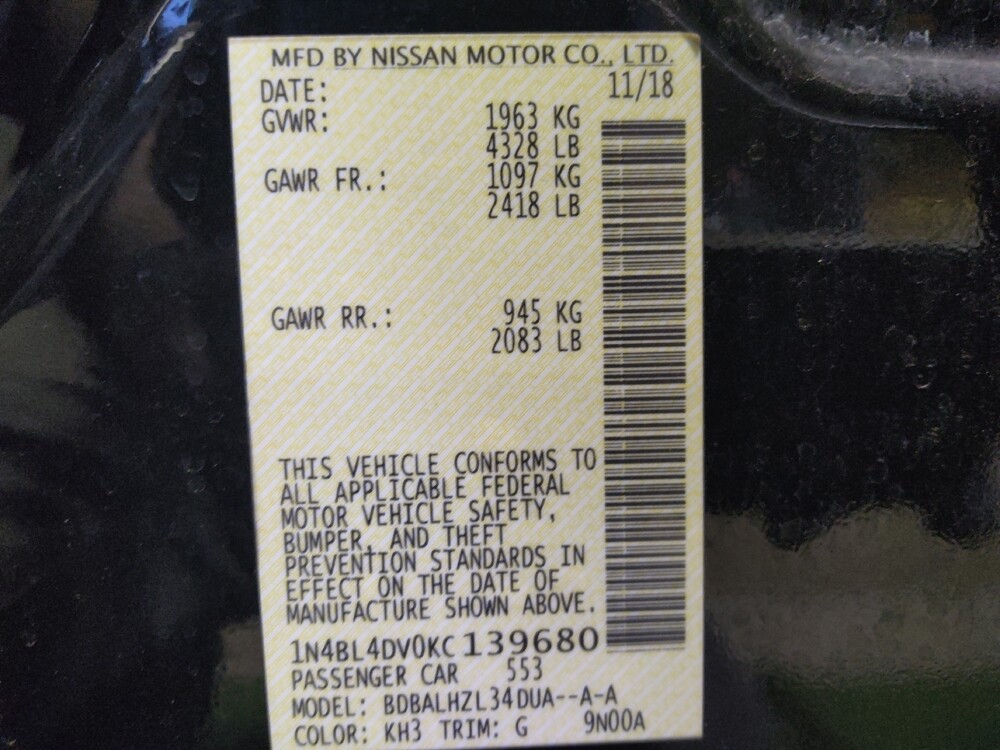 MFD BY NISSAN MOTOR CO., LTD.
DATE: 11/18
GVWR: 1963 KG
4328 LB
GAWR FR.: 1097 KG
2418 LB
GAWR RR.: 945 KG
2083 LB
THIS VEHICLE CONFORMS TO
ALL APPLICABLE FEDERAL
MOTOR VEHICLE SAFETY,
BUMPER, AND THEFT
PREVENTION STANDARDS IN
EFFECT ON THE DATE OF
MANUFACTURE SHOWN ABOVE.
1N4BL4DV0KC139680
PASSENGER CAR 553
MODEL: BDBALHZL34DUA--A-A
COLOR: KH3 TRIM: G 9N00A